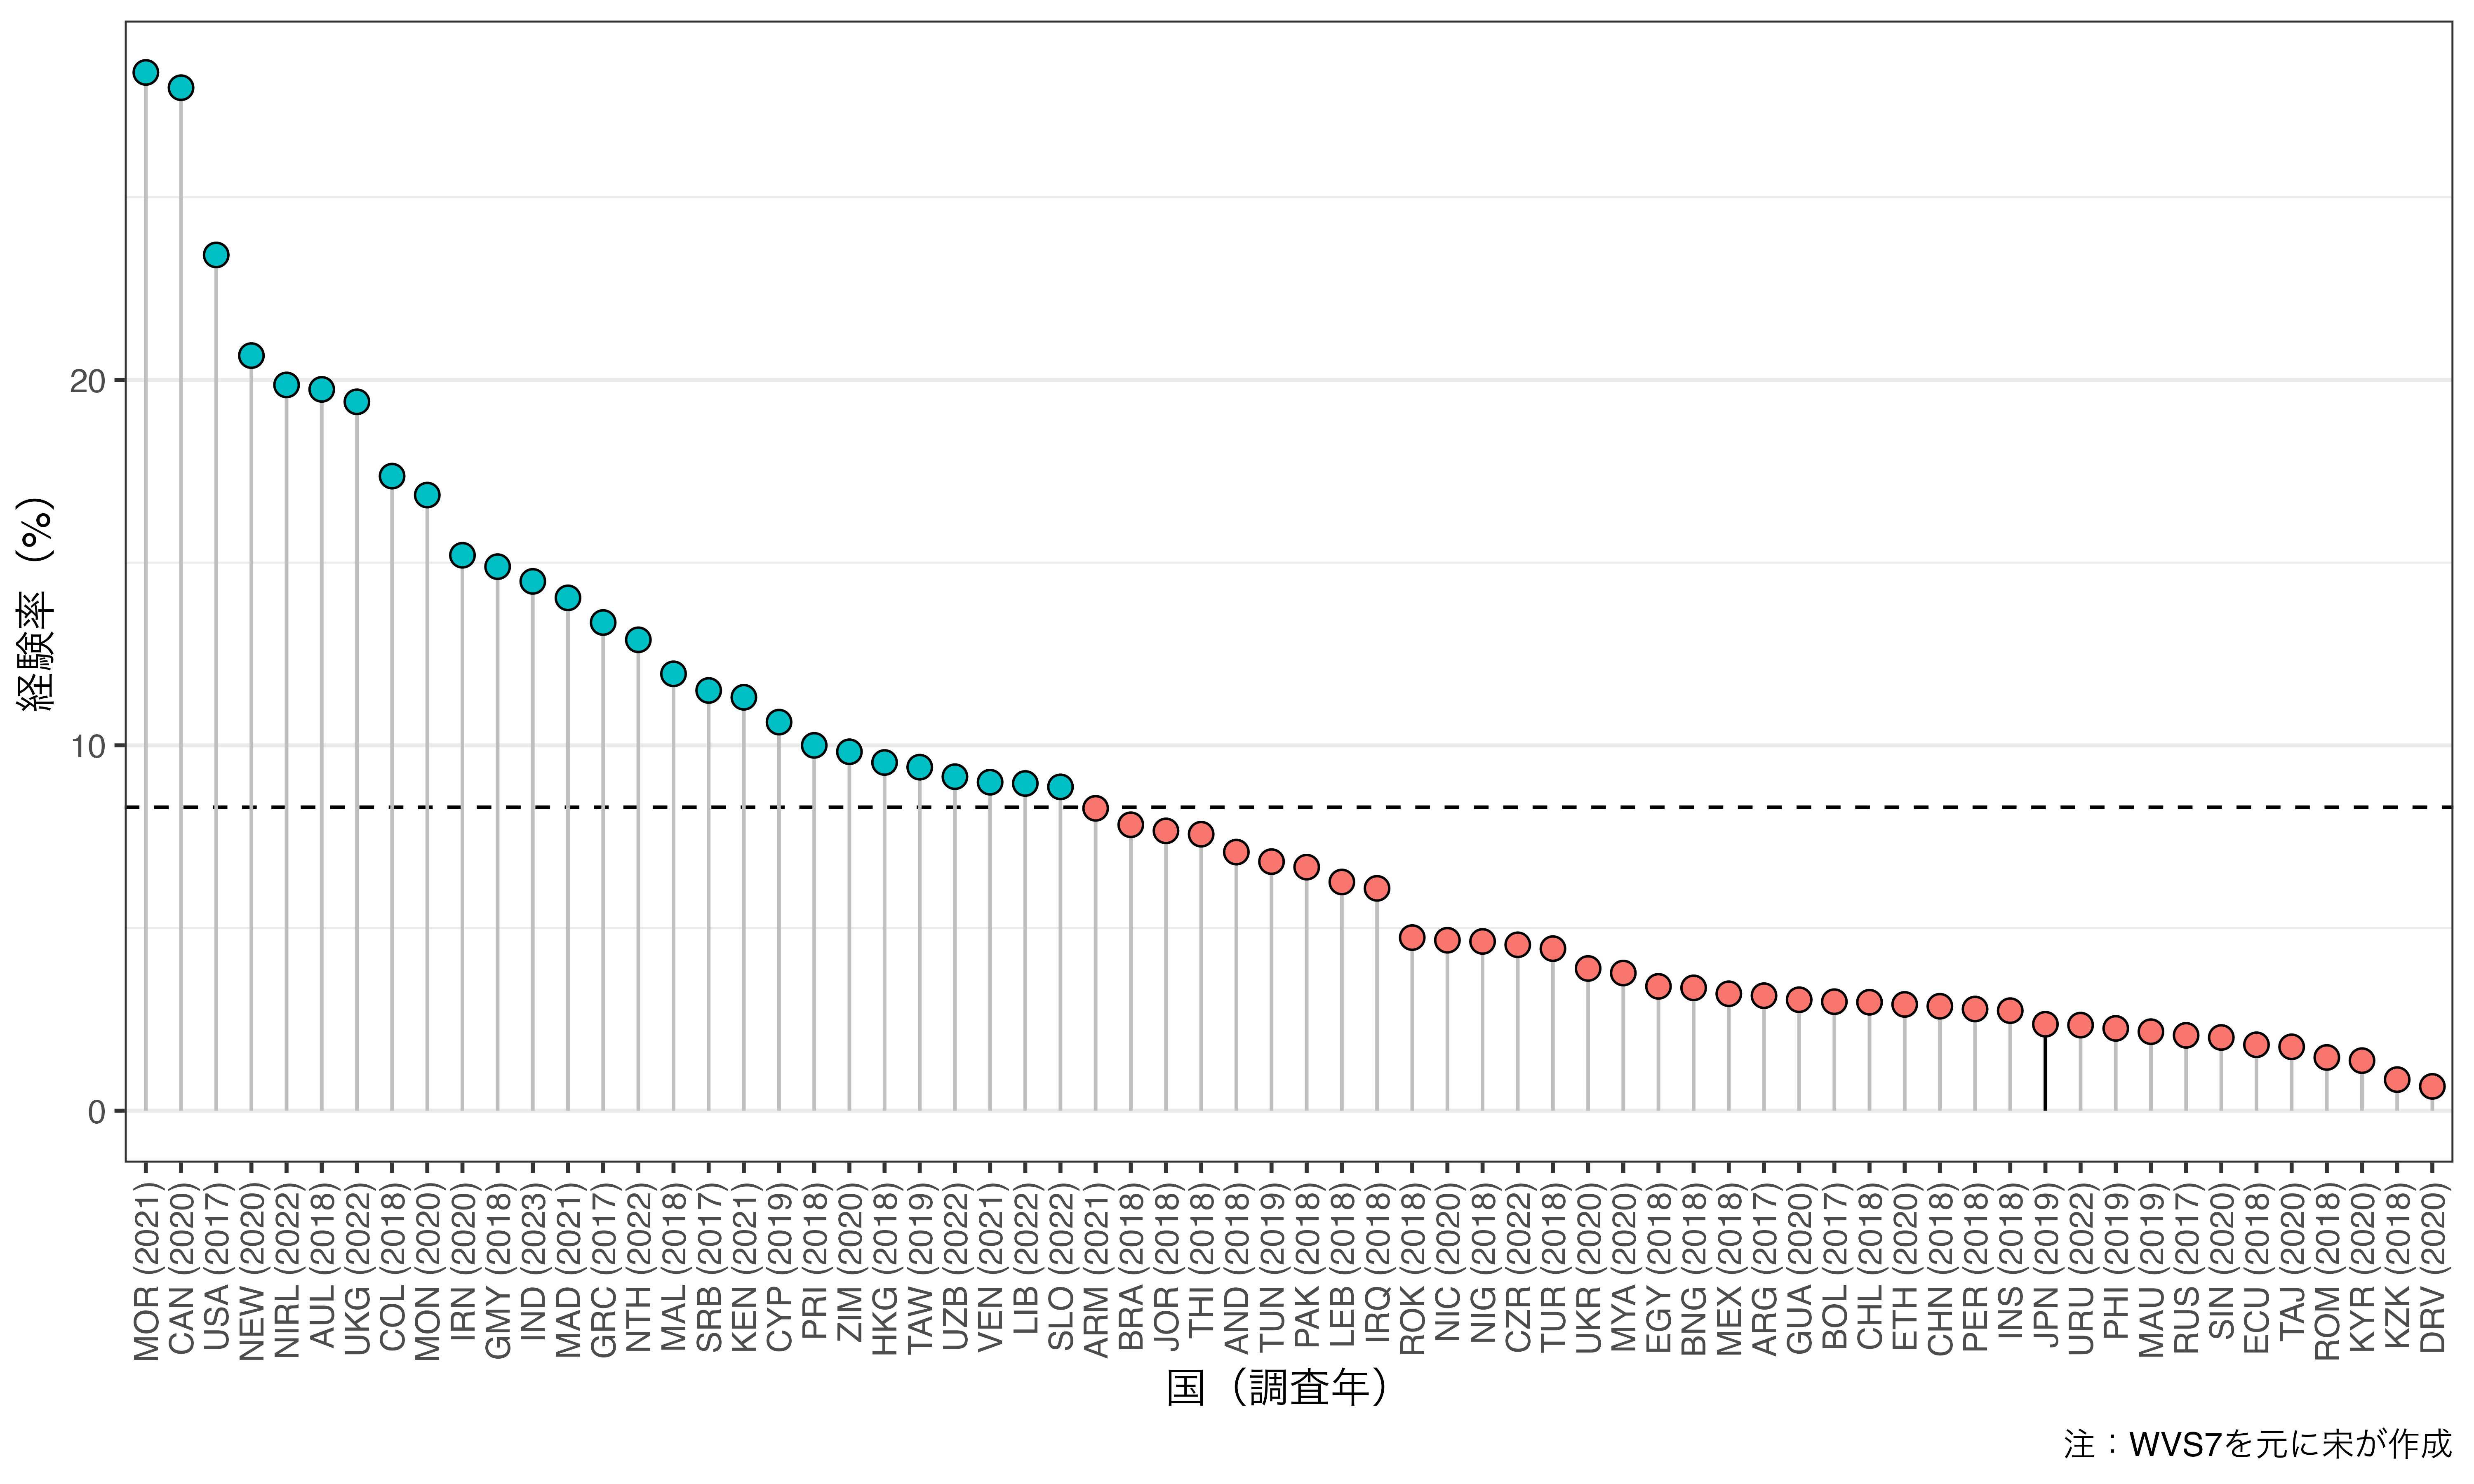 経験率（%）
20
10
0
MOR (2021)
CAN (2020)
USA (2017)
NEW (2020)
NIRL (2022)
AUL (2018)
UKG (2022)
COL (2018)
MON (2020)
IRN (2020)
GMY (2018)
IND (2023)
MAD (2021)
GRC (2017)
NTH (2022)
MAL (2018)
SRB (2017)
KEN (2021)
CYP (2019)
PRI (2018)
ZIM (2020)
HKG (2018)
TAW (2019)
UZB (2022)
VEN (2021)
LIB (2022)
SLO (2022)
ARM (2021)
BRA (2018)
JOR (2018)
THI (2018)
AND (2018)
TUN (2019)
PAK (2018)
LEB (2018)
IRQ (2018)
ROK (2018)
NIC (2020)
NIG (2018)
CZR (2022)
TUR (2018)
UKR (2020)
MYA (2020)
EGY (2018)
BNG (2018)
MEX (2018)
ARG (2017)
GUA (2020)
BOL (2017)
CHL (2018)
ETH (2020)
CHN (2018)
PER (2018)
INS (2018)
JPN (2019)
URU (2022)
PHI (2019)
MAU (2019)
RUS (2017)
SIN (2020)
ECU (2018)
TAJ (2020)
ROM (2018)
KYR (2020)
KZK (2018)
DRV (2020)
国（調査年）
注：WVS7を元に宋が作成